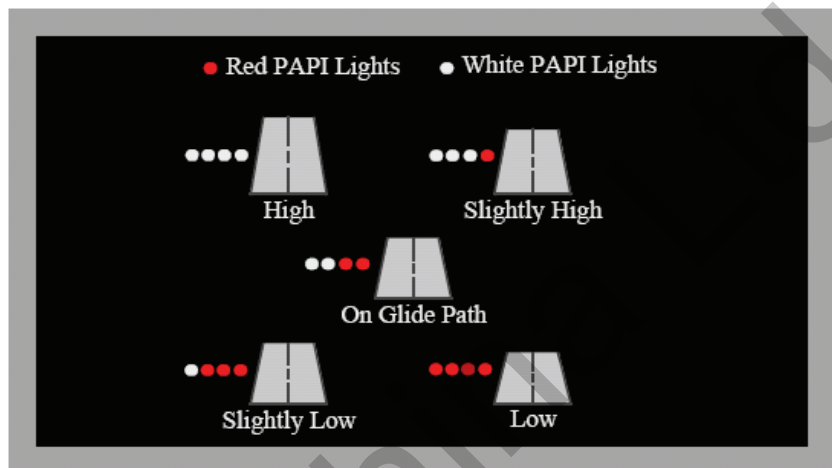 Red PAPI Lights
White PAPI Lights
High
Slightly High
On Glide Path
Slightly Low
Low